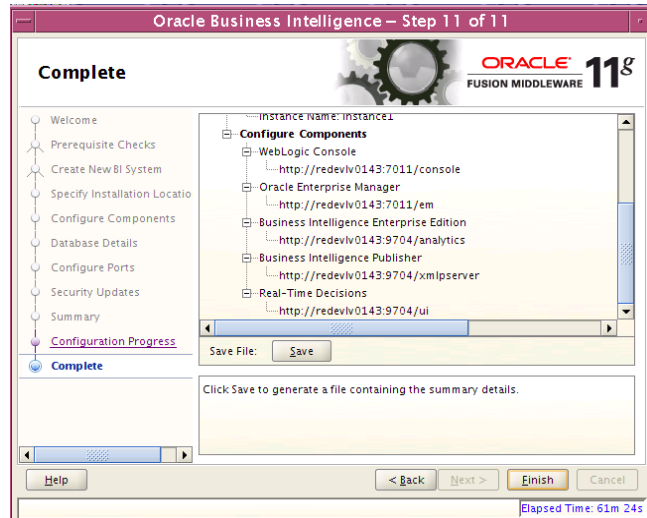 Oracle Business Intelligence – Step 11 of 11
Complete
ORACLE
FUSION MIDDLEWARE 11g
Welcome
Prerequisite Checks
Create New BI System
Specify Installation Locatio
Configure Components
Database Details
Configure Ports
Security Updates
Summary
Configuration Progress
Complete
Instance Name: Instance1
Configure Components
WebLogic Console
http://redevlv0143:7011/console
Oracle Enterprise Manager
http://redevlv0143:7011/em
Business Intelligence Enterprise Edition
http://redevlv0143:9704/analytics
Business Intelligence Publisher
http://redevlv0143:9704/xmlpserver
Real-Time Decisions
http://redevlv0143:9704/ui
Save File: Save
Click Save to generate a file containing the summary details.
Help < Back Next > Finish Cancel
Elapsed Time: 61m 24s